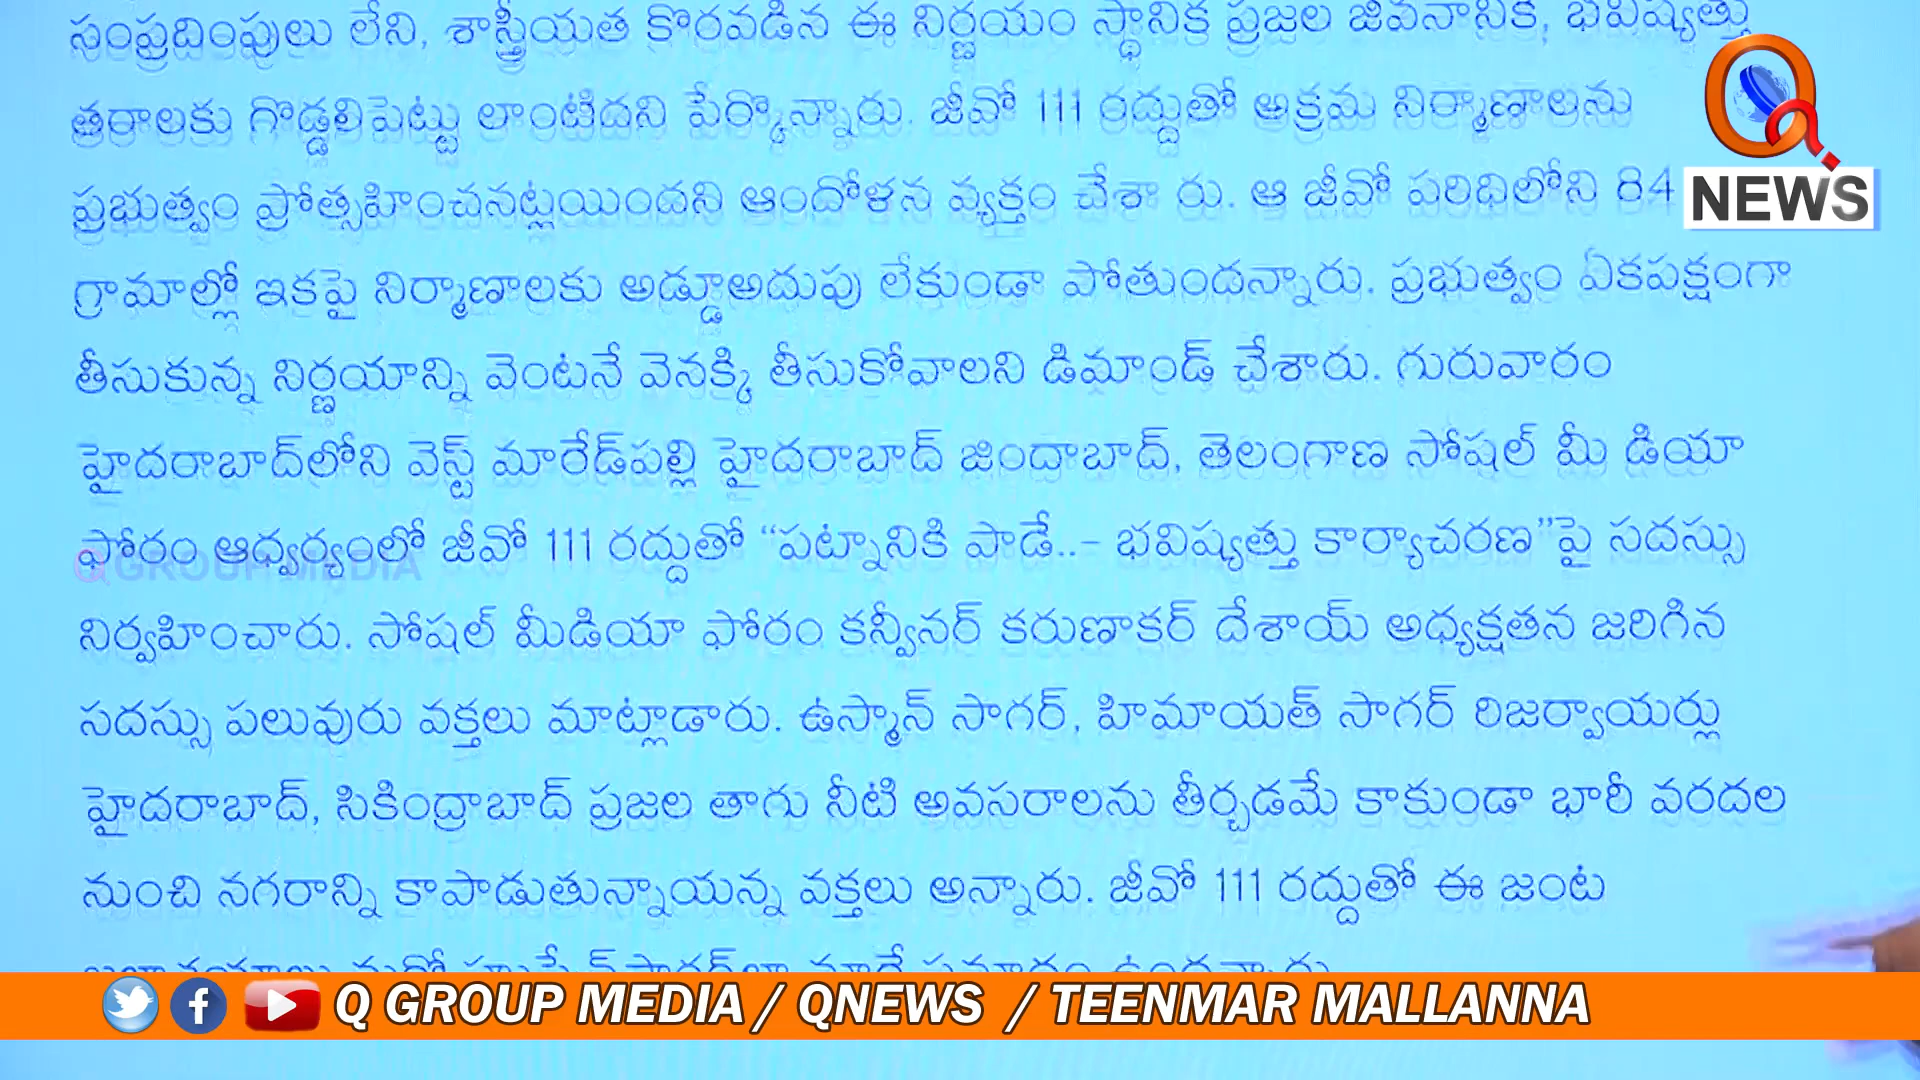 సంప్రదింపులు లేని, శాస్త్రీయత కొరవడిన ఈ నిర్ణయం స్థానిక ప్రజల జీవనానికి, భవిష్యత్తు
తరాలకు గొడ్డలిపెట్టు లాంటిదని పేర్కొన్నారు. జీవో 111 రద్దుతో అక్రమ నిర్మాణాలను
ప్రభుత్వం ప్రోత్సహించనట్లయిందని ఆందోళన వ్యక్తం చేశా రు. ఆ జీవో పరిధిలోని 84
గ్రామాల్లో ఇకపై నిర్మాణాలకు అడ్డూఅదుపు లేకుండా పోతుందన్నారు. ప్రభుత్వం ఏకపక్షంగా
తీసుకున్న నిర్ణయాన్ని వెంటనే వెనక్కి తీసుకోవాలని డిమాండ్ చేశారు. గురువారం
హైదరాబాద్‌లోని వెస్ట్ మారేడ్‌పల్లి హైదరాబాద్ జిందాబాద్, తెలంగాణ సోషల్ మీ డియా
ఫోరం ఆధ్వర్యంలో జీవో 111 రద్దుతో “పట్నానికి పాడే..- భవిష్యత్తు కార్యాచరణ”పై సదస్సు
నిర్వహించారు. సోషల్ మీడియా ఫోరం కన్వీనర్ కరుణాకర్ దేశాయ్ అధ్యక్షతన జరిగిన
సదస్సు పలువురు వక్తలు మాట్లాడారు. ఉస్మాన్ సాగర్, హిమాయత్ సాగర్ రిజర్వాయర్లు
హైదరాబాద్, సికింద్రాబాద్ ప్రజల తాగు నీటి అవసరాలను తీర్చడమే కాకుండా భారీ వరదల
నుంచి నగరాన్ని కాపాడుతున్నాయన్న వక్తలు అన్నారు. జీవో 111 రద్దుతో ఈ జంట
Q NEWS
Q GROUP MEDIA
Q GROUP MEDIA / QNEWS / TEENMAR MALLANNA